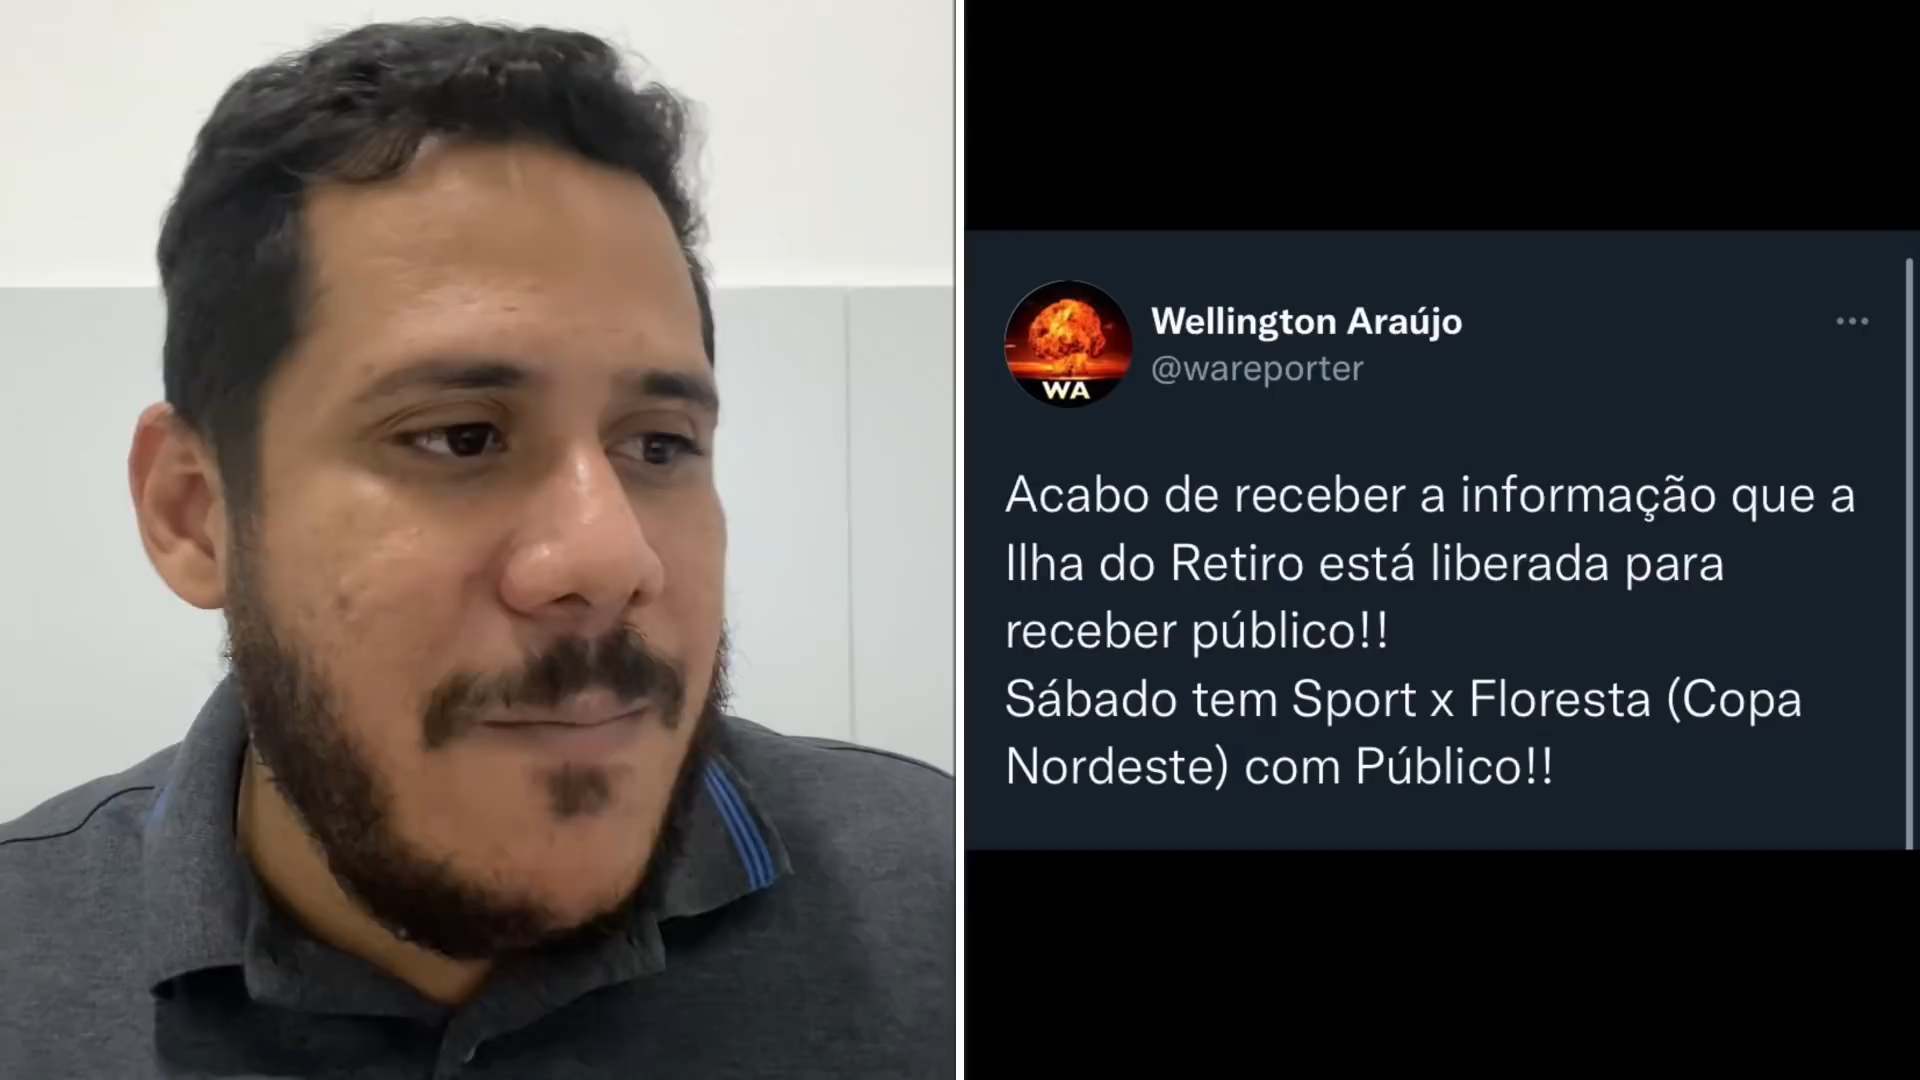 Wellington Araújo
@wareporter
WA
Acabo de receber a informação que a
Ilha do Retiro está liberada para
receber público!!
Sábado tem Sport x Floresta (Copa
Nordeste) com Público!!